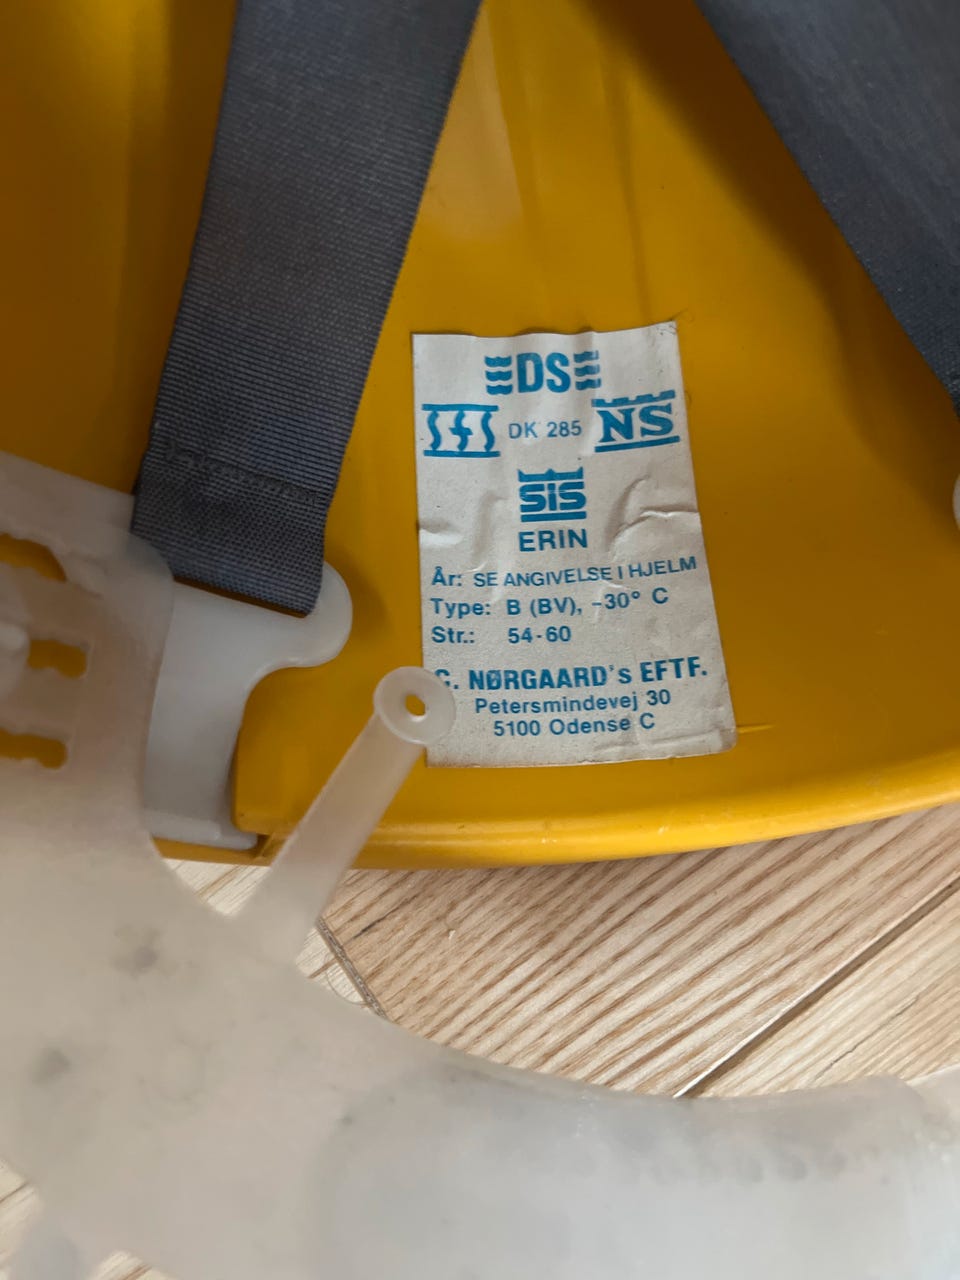 DS
SFS DK 285 NS
SIS
ERIN
År: SE ANGIVELSE I HJELM
Type: B (BV), -30° C
Str.: 54-60
NØRGAARD's EFTF.
Petersmindevej 30
5100 Odense C